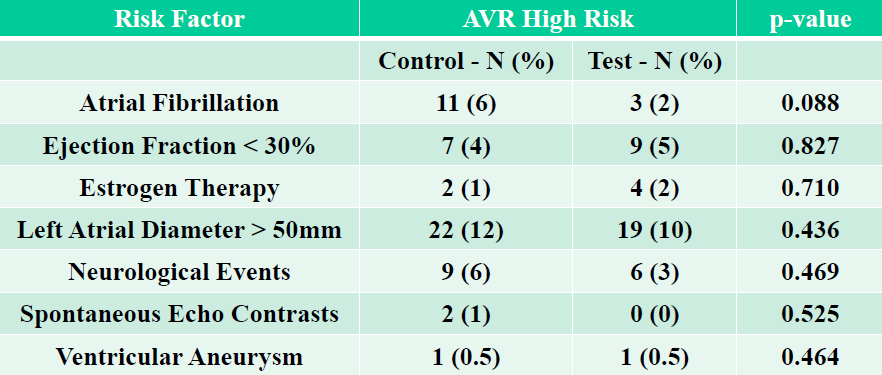 Risk Factor AVR High Risk p-value
Control - N (%) Test - N (%)
Atrial Fibrillation 11 (6) 3 (2) 0.088
Ejection Fraction < 30% 7 (4) 9 (5) 0.827
Estrogen Therapy 2 (1) 4 (2) 0.710
Left Atrial Diameter > 50mm 22 (12) 19 (10) 0.436
Neurological Events 9 (6) 6 (3) 0.469
Spontaneous Echo Contrasts 2 (1) 0 (0) 0.525
Ventricular Aneurysm 1 (0.5) 1 (0.5) 0.464